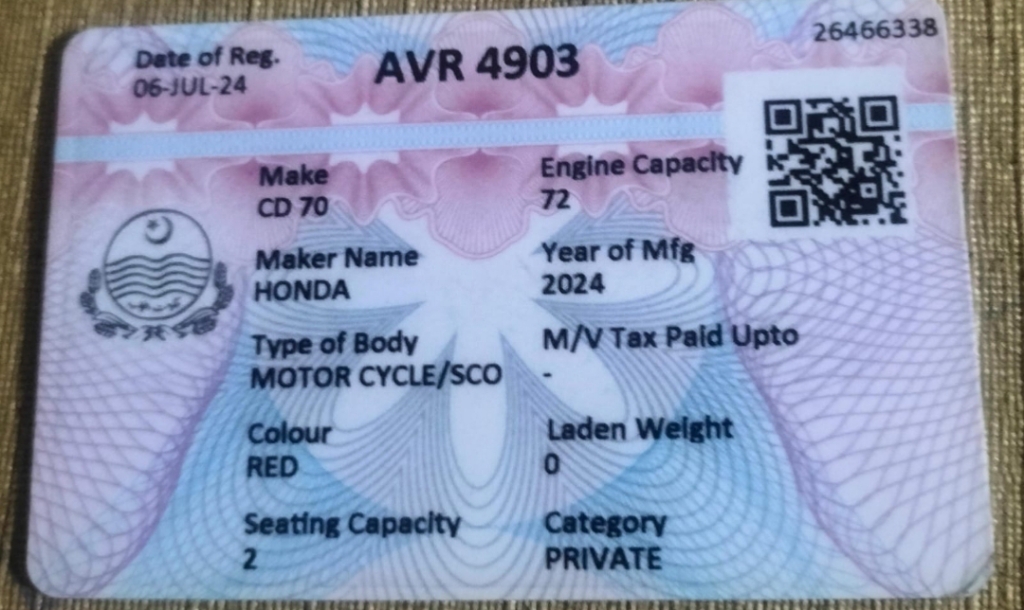 Date of Reg.
06-JUL-24
AVR 4903
26466338
Make
CD 70
Engine Capacity
72
Maker Name
HONDA
Year of Mfg
2024
Type of Body
MOTOR CYCLE/SCO
M/V Tax Paid Upto
-
Colour
RED
Laden Weight
0
Seating Capacity
2
Category
PRIVATE